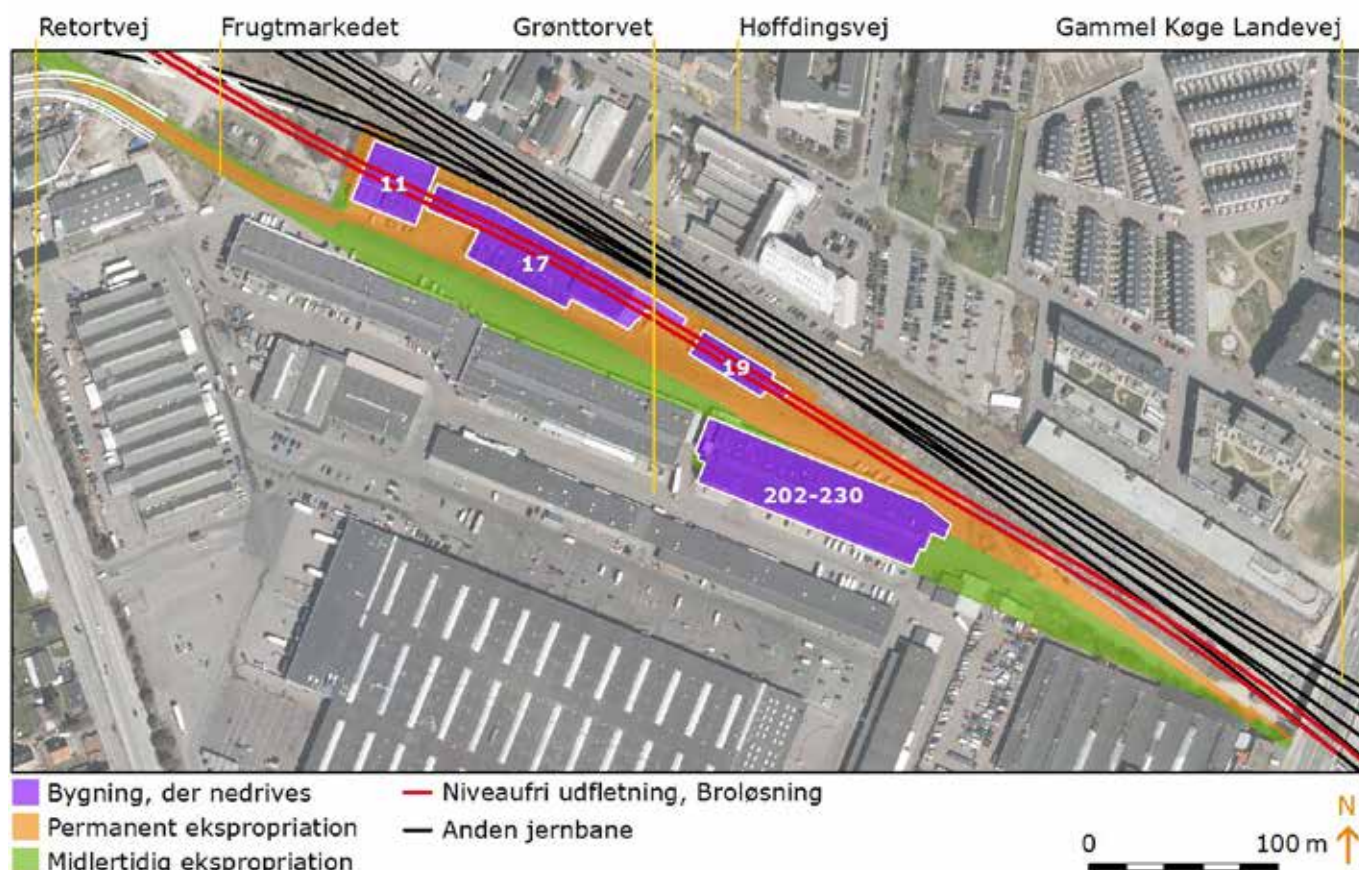 Retortvej
Frugtmarkedet
Grønttorvet
Høffdingsvej
Gammel Køge Landevej
11
17
19
202-230
Bygning, der nedrives
Permanent ekspropriation
Midlertidig ekspropriation
Niveaufri udfletning, Broløsning
Anden jernbane
0
100 m
N